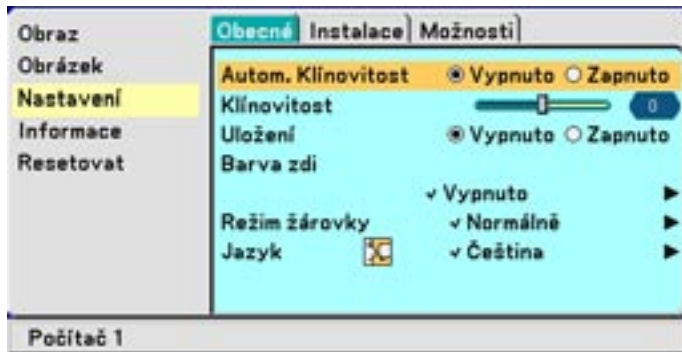 Obraz
Obrázek
Nastavení
Informace
Resetovat
Obecné Instalace Možnosti
Autom. Klínovitost Vypnuto Zapnuto
Klínovitost 0
Uložení Vypnuto Zapnuto
Barva zdi
Vypnuto
Režim žárovky Normálně
Jazyk Čeština
Počítač 1